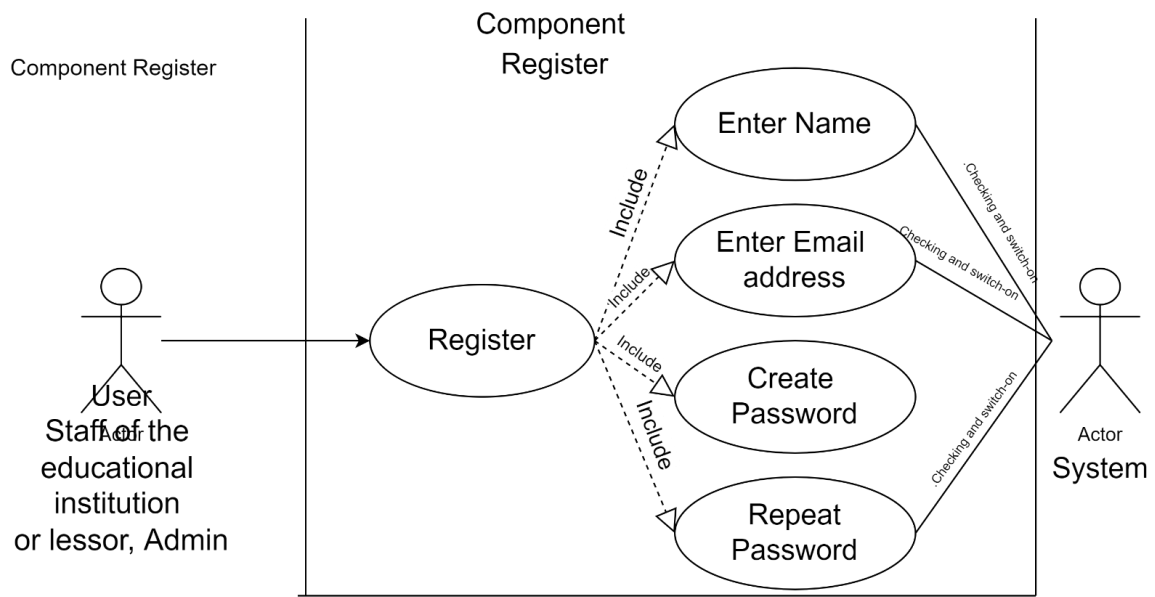 Component
Register
Component Register
Enter Name
Include
.Checking and switch-on
Enter Email
address
Checking and switch-on
Include
Register
Include
Create
Password
Include
.Checking and switch-on
Repeat
Password
User
Actor
Staff of the
educational
institution
or lessor, Admin
Actor
System